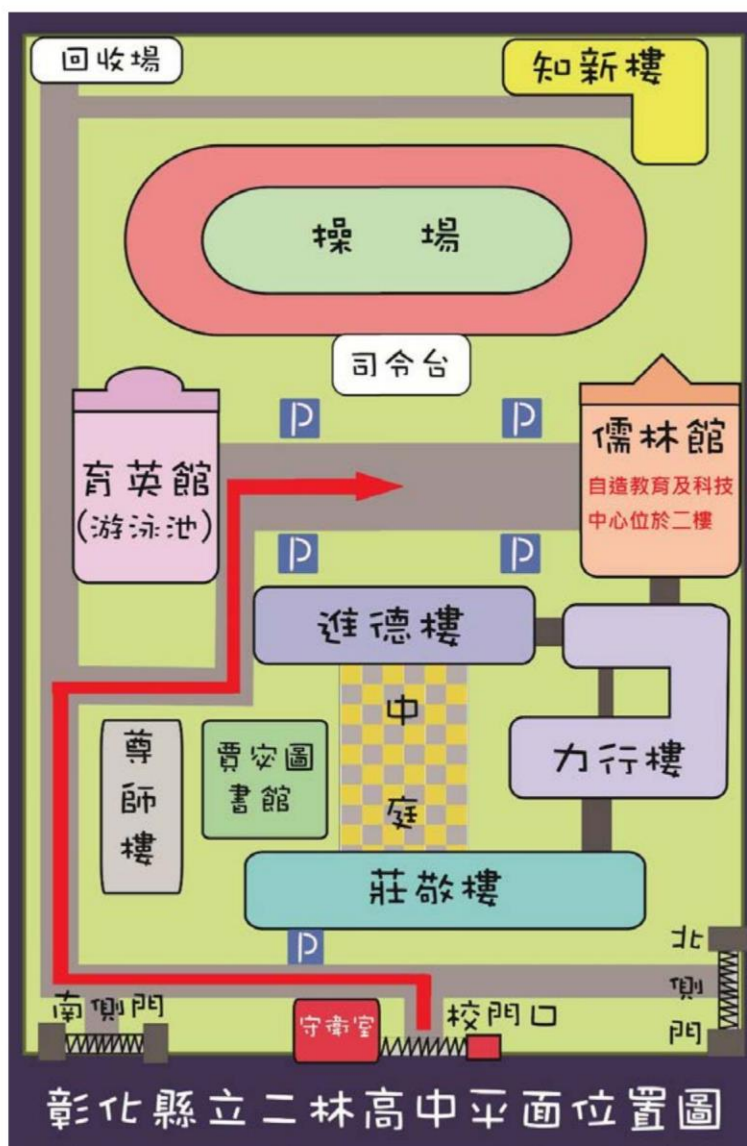 回收場
知新樓
操場
司令台
P
P
育英館
(游泳池)
儒林館
自造教育及科技
中心位於二樓
P
P
進德樓
中庭
力行樓
尊師樓
賈宓圖
書館
莊敬樓
P
北側門
南側門
守衛室
校門口
彰化縣立二林高中平面位置圖